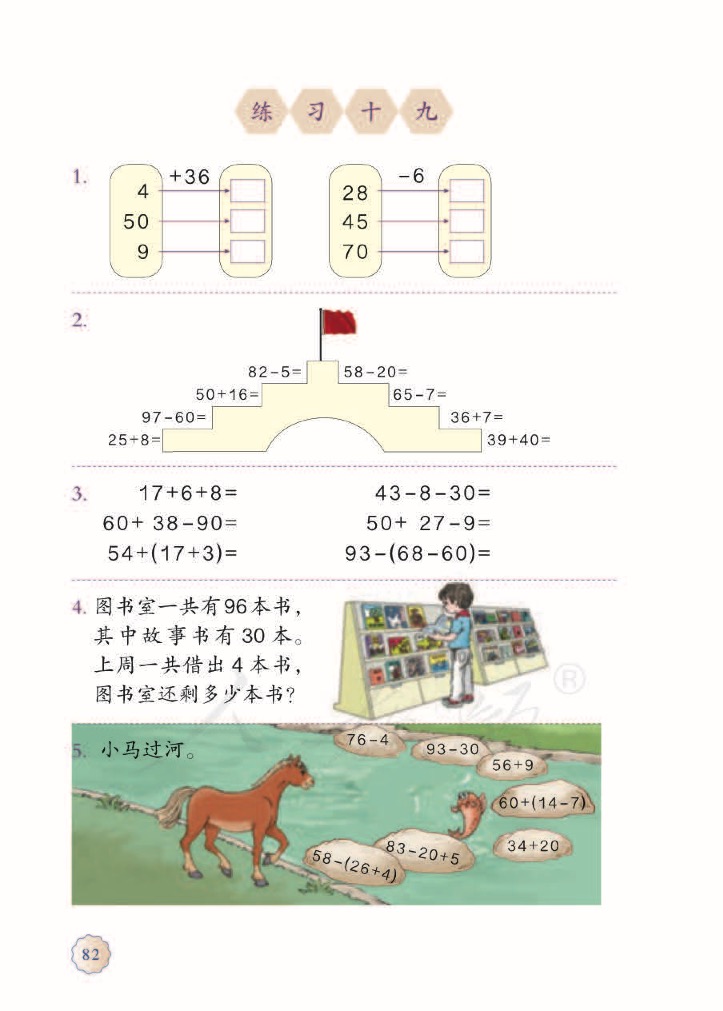 练习十九
1. +36 -6
4 28
50 45
9 70
2.
82-5= 58-20=
50+16= 65-7=
97-60= 36+7=
25+8= 39+40=
3. 17+6+8= 43-8-30=
60+ 38-90= 50+ 27-9=
54+(17+3)= 93-(68-60)=
4. 图书室一共有96本书，
其中故事书有30本。
上周一共借出4本书，
图书室还剩多少本书？
®
5. 小马过河。
76-4
93-30
56+9
60+(14-7)
34+20
83-20+5
58-(26+4)
82